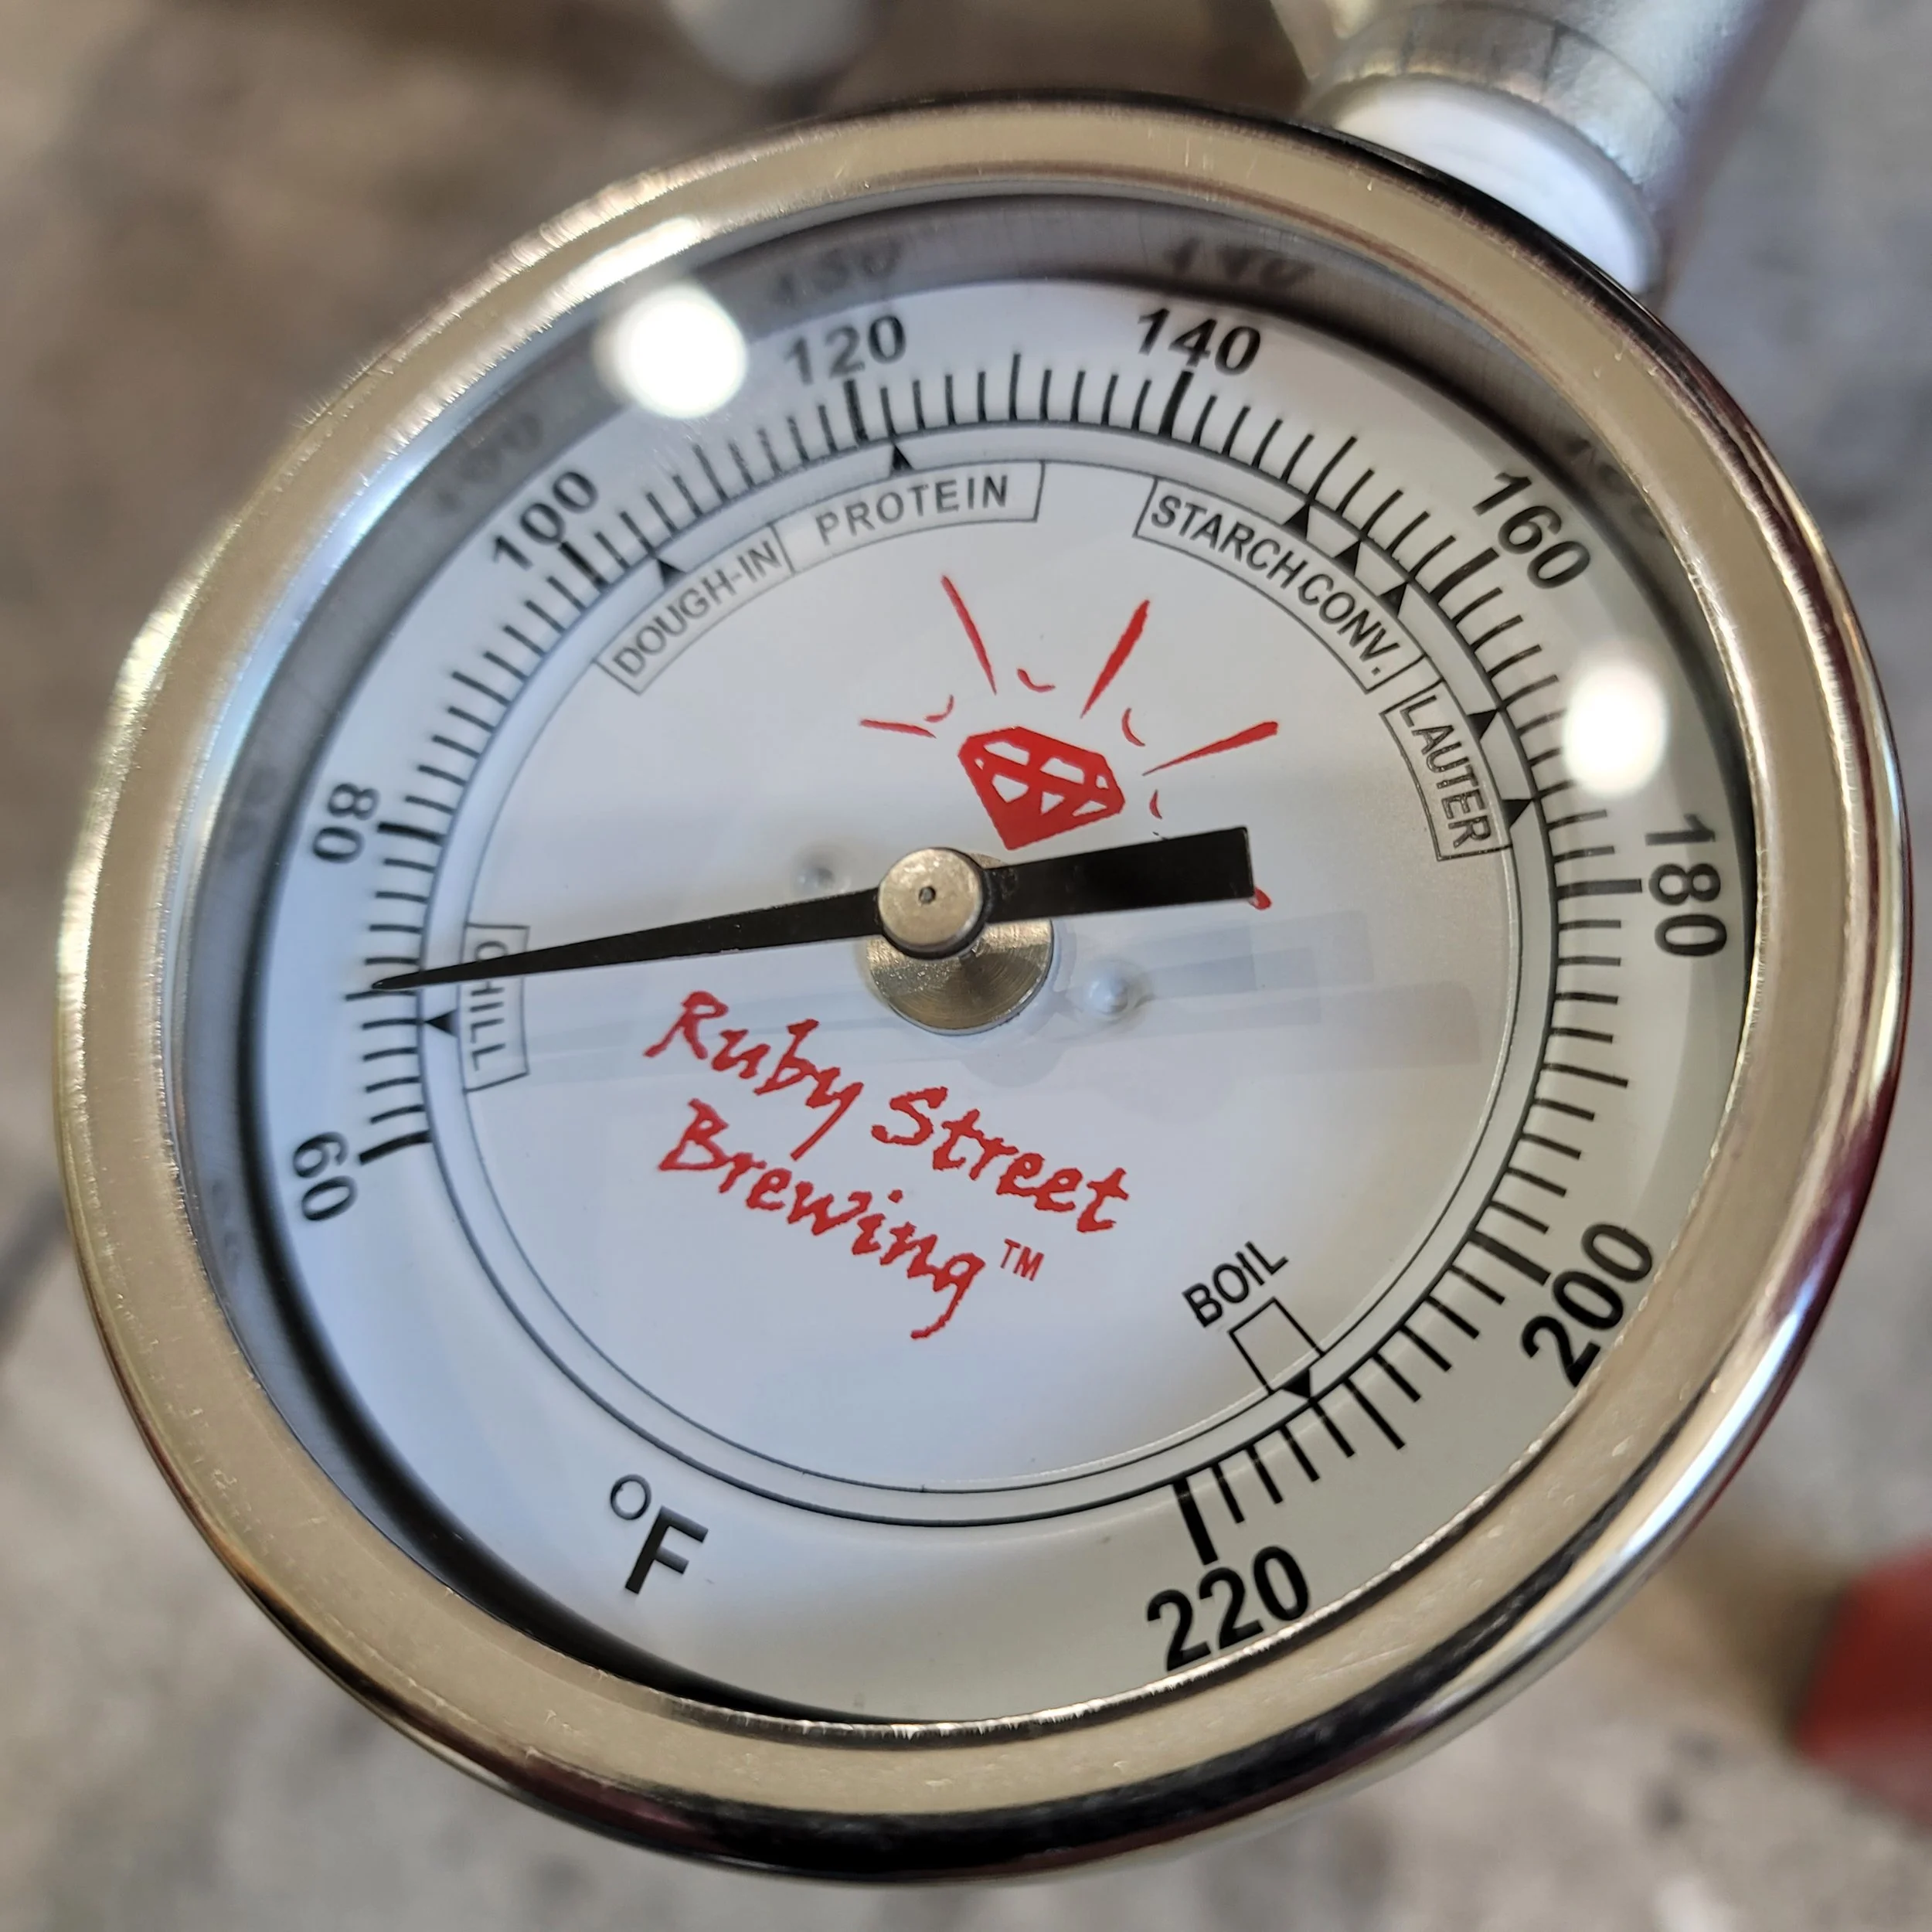 60
80
100
120
140
160
180
200
220
CHILL
DOUGH-IN
PROTEIN
STARCH CONV.
LAUTER
BOIL
Ruby Street
Brewing™
°F